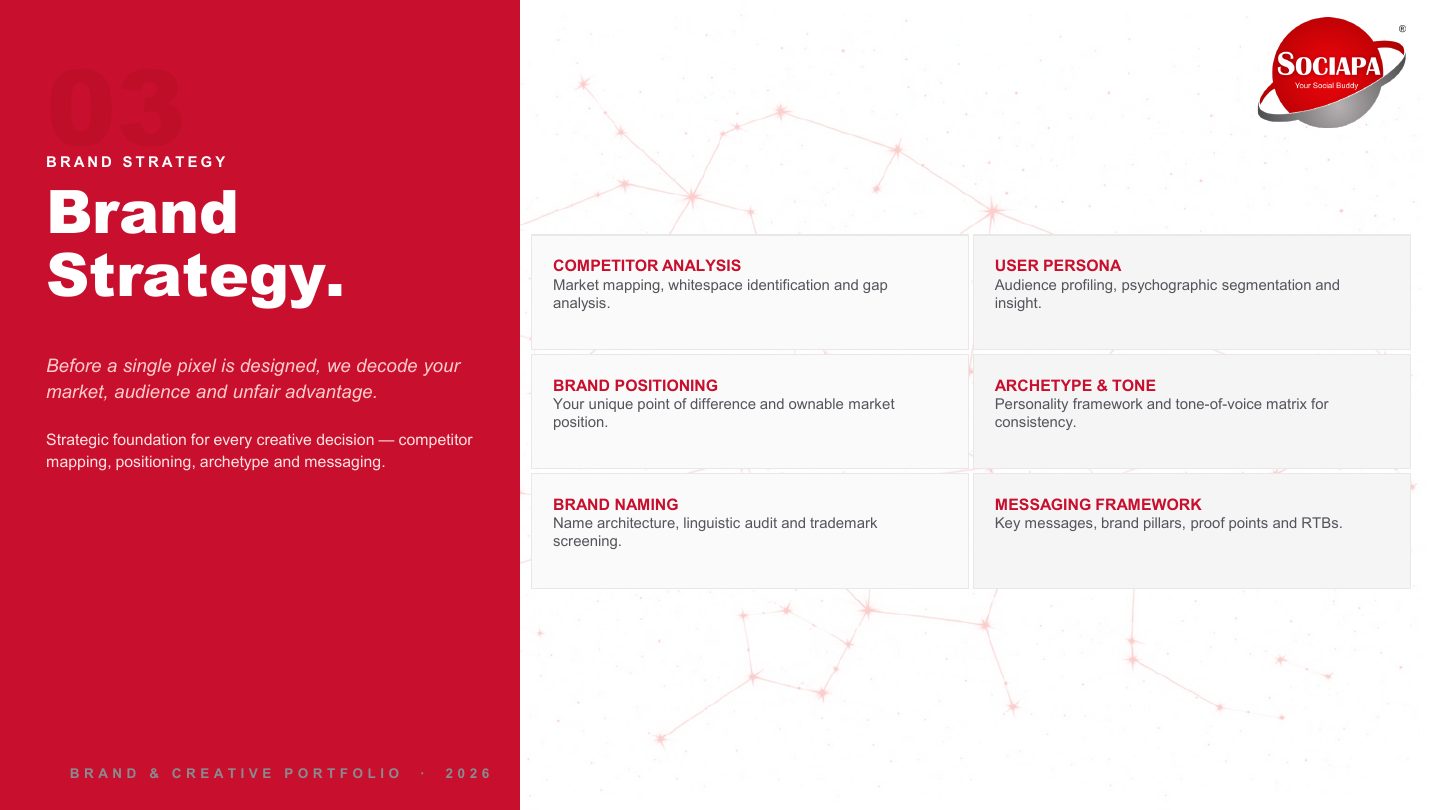 03
BRAND STRATEGY
Brand
Strategy.
Before a single pixel is designed, we decode your
market, audience and unfair advantage.
Strategic foundation for every creative decision — competitor
mapping, positioning, archetype and messaging.
BRAND & CREATIVE PORTFOLIO · 2026
SOCIAPA
®
Your Social Buddy
COMPETITOR ANALYSIS
Market mapping, whitespace identification and gap
analysis.
USER PERSONA
Audience profiling, psychographic segmentation and
insight.
BRAND POSITIONING
Your unique point of difference and ownable market
position.
ARCHETYPE & TONE
Personality framework and tone-of-voice matrix for
consistency.
BRAND NAMING
Name architecture, linguistic audit and trademark
screening.
MESSAGING FRAMEWORK
Key messages, brand pillars, proof points and RTBs.